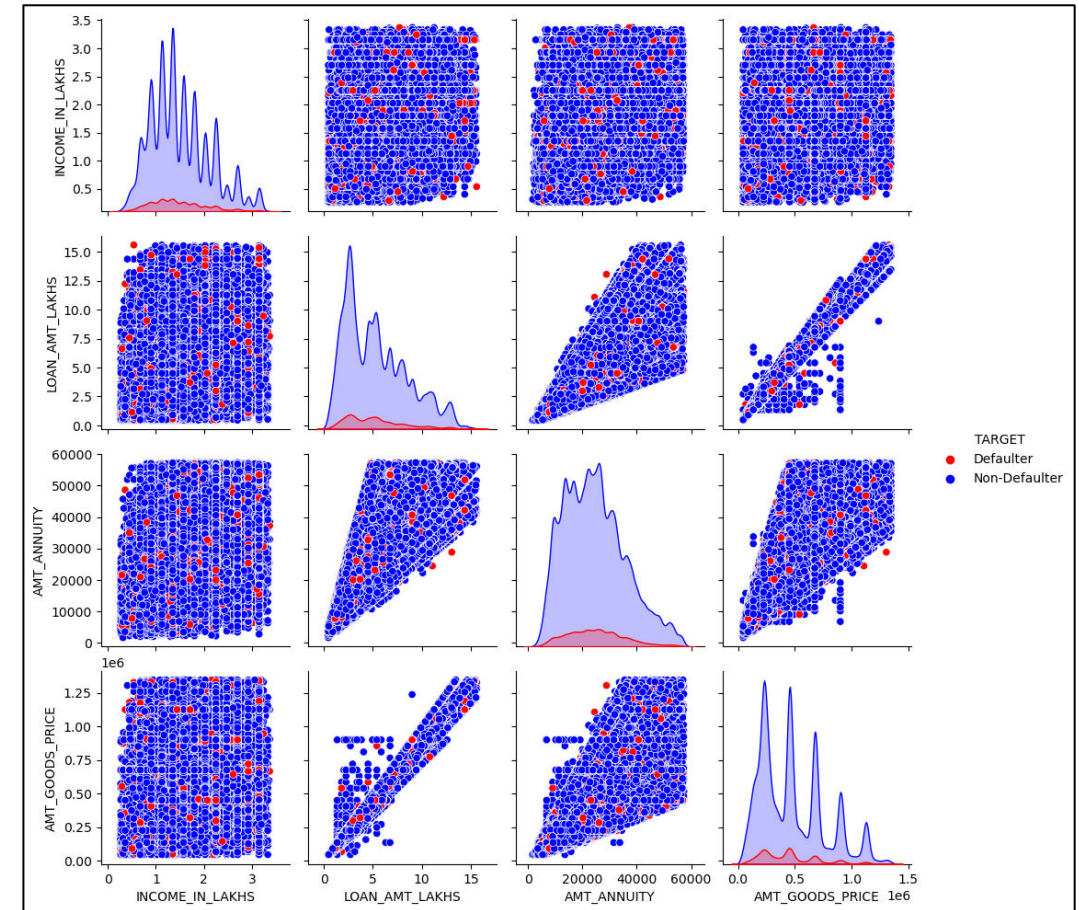 INCOME_IN_LAKHS
3.5
3.0
2.5
2.0
1.5
1.0
0.5
LOAN_AMT_LAKHS
15.0
12.5
10.0
7.5
5.0
2.5
0.0
TARGET
Defaulter
Non-Defaulter
AMT_ANNUITY
60000
50000
40000
30000
20000
10000
0
1e6
AMT_GOODS_PRICE
1.25
1.00
0.75
0.50
0.25
0.00
0 1 2 3
INCOME_IN_LAKHS
0 5 10 15
LOAN_AMT_LAKHS
0 20000 40000 60000
AMT_ANNUITY
0.0 0.5 1.0 1.5
AMT_GOODS_PRICE 1e6